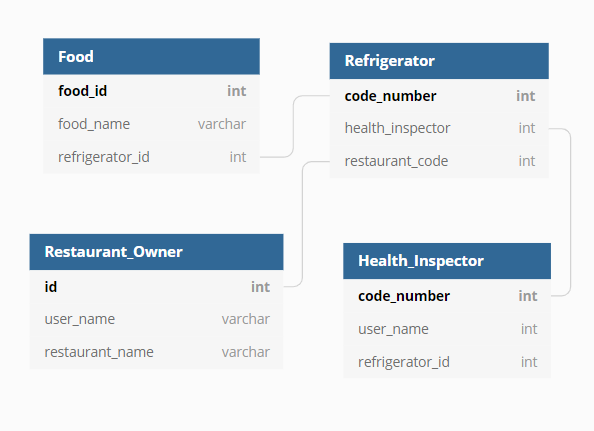 Food
food_id int
food_name varchar
refrigerator_id int
Refrigerator
code_number int
health_inspector int
restaurant_code int
Restaurant_Owner
id int
user_name varchar
restaurant_name varchar
Health_Inspector
code_number int
user_name int
refrigerator_id int